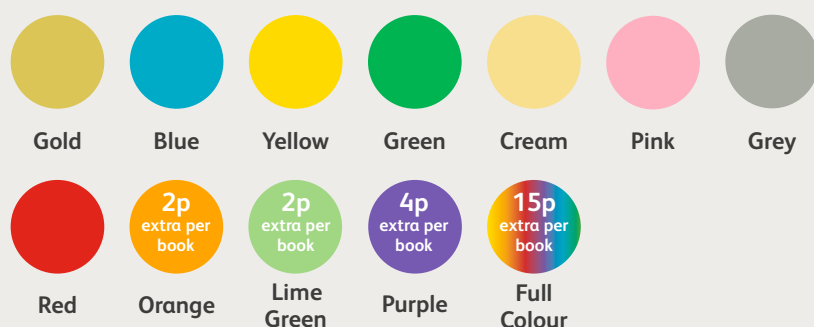 Gold Blue Yellow Green Cream Pink Grey
2p 2p 4p 15p
extra per extra per extra per extra per
book book book book
Red Orange Lime Green Purple Full Colour